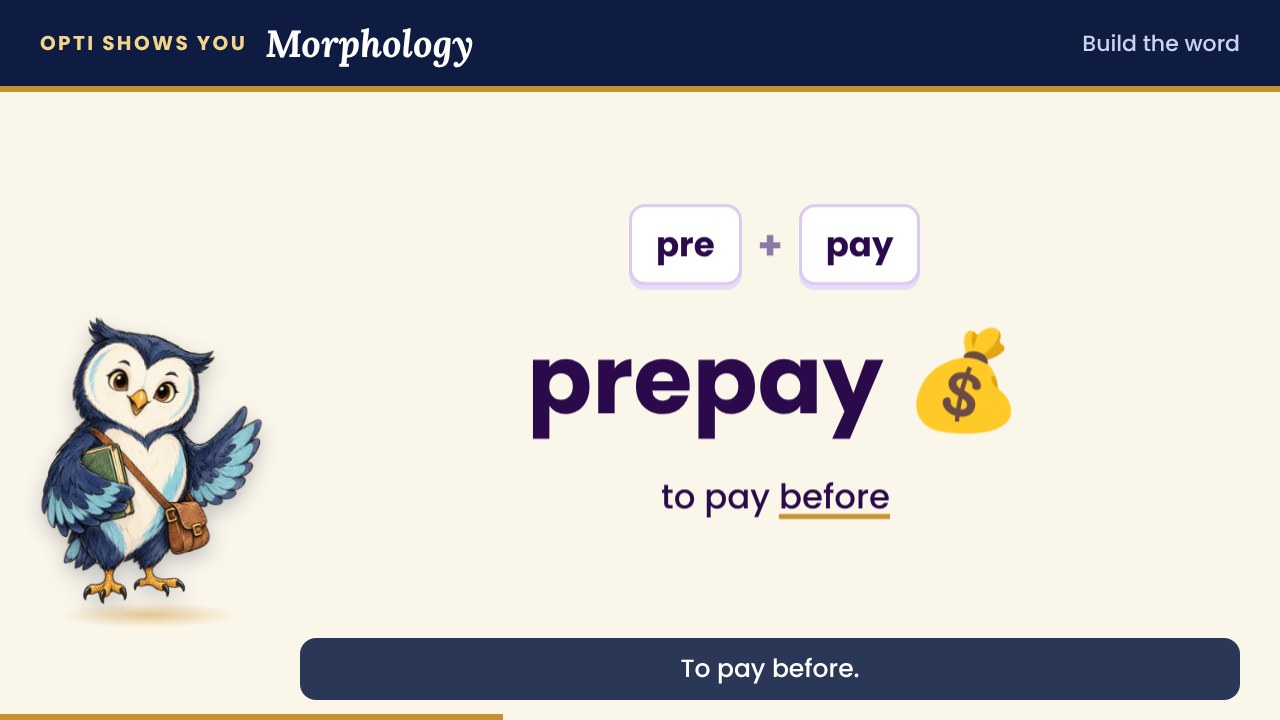 OPTI SHOWS YOU Morphology
Build the word
pre + pay
prepay
$
to pay before
To pay before.